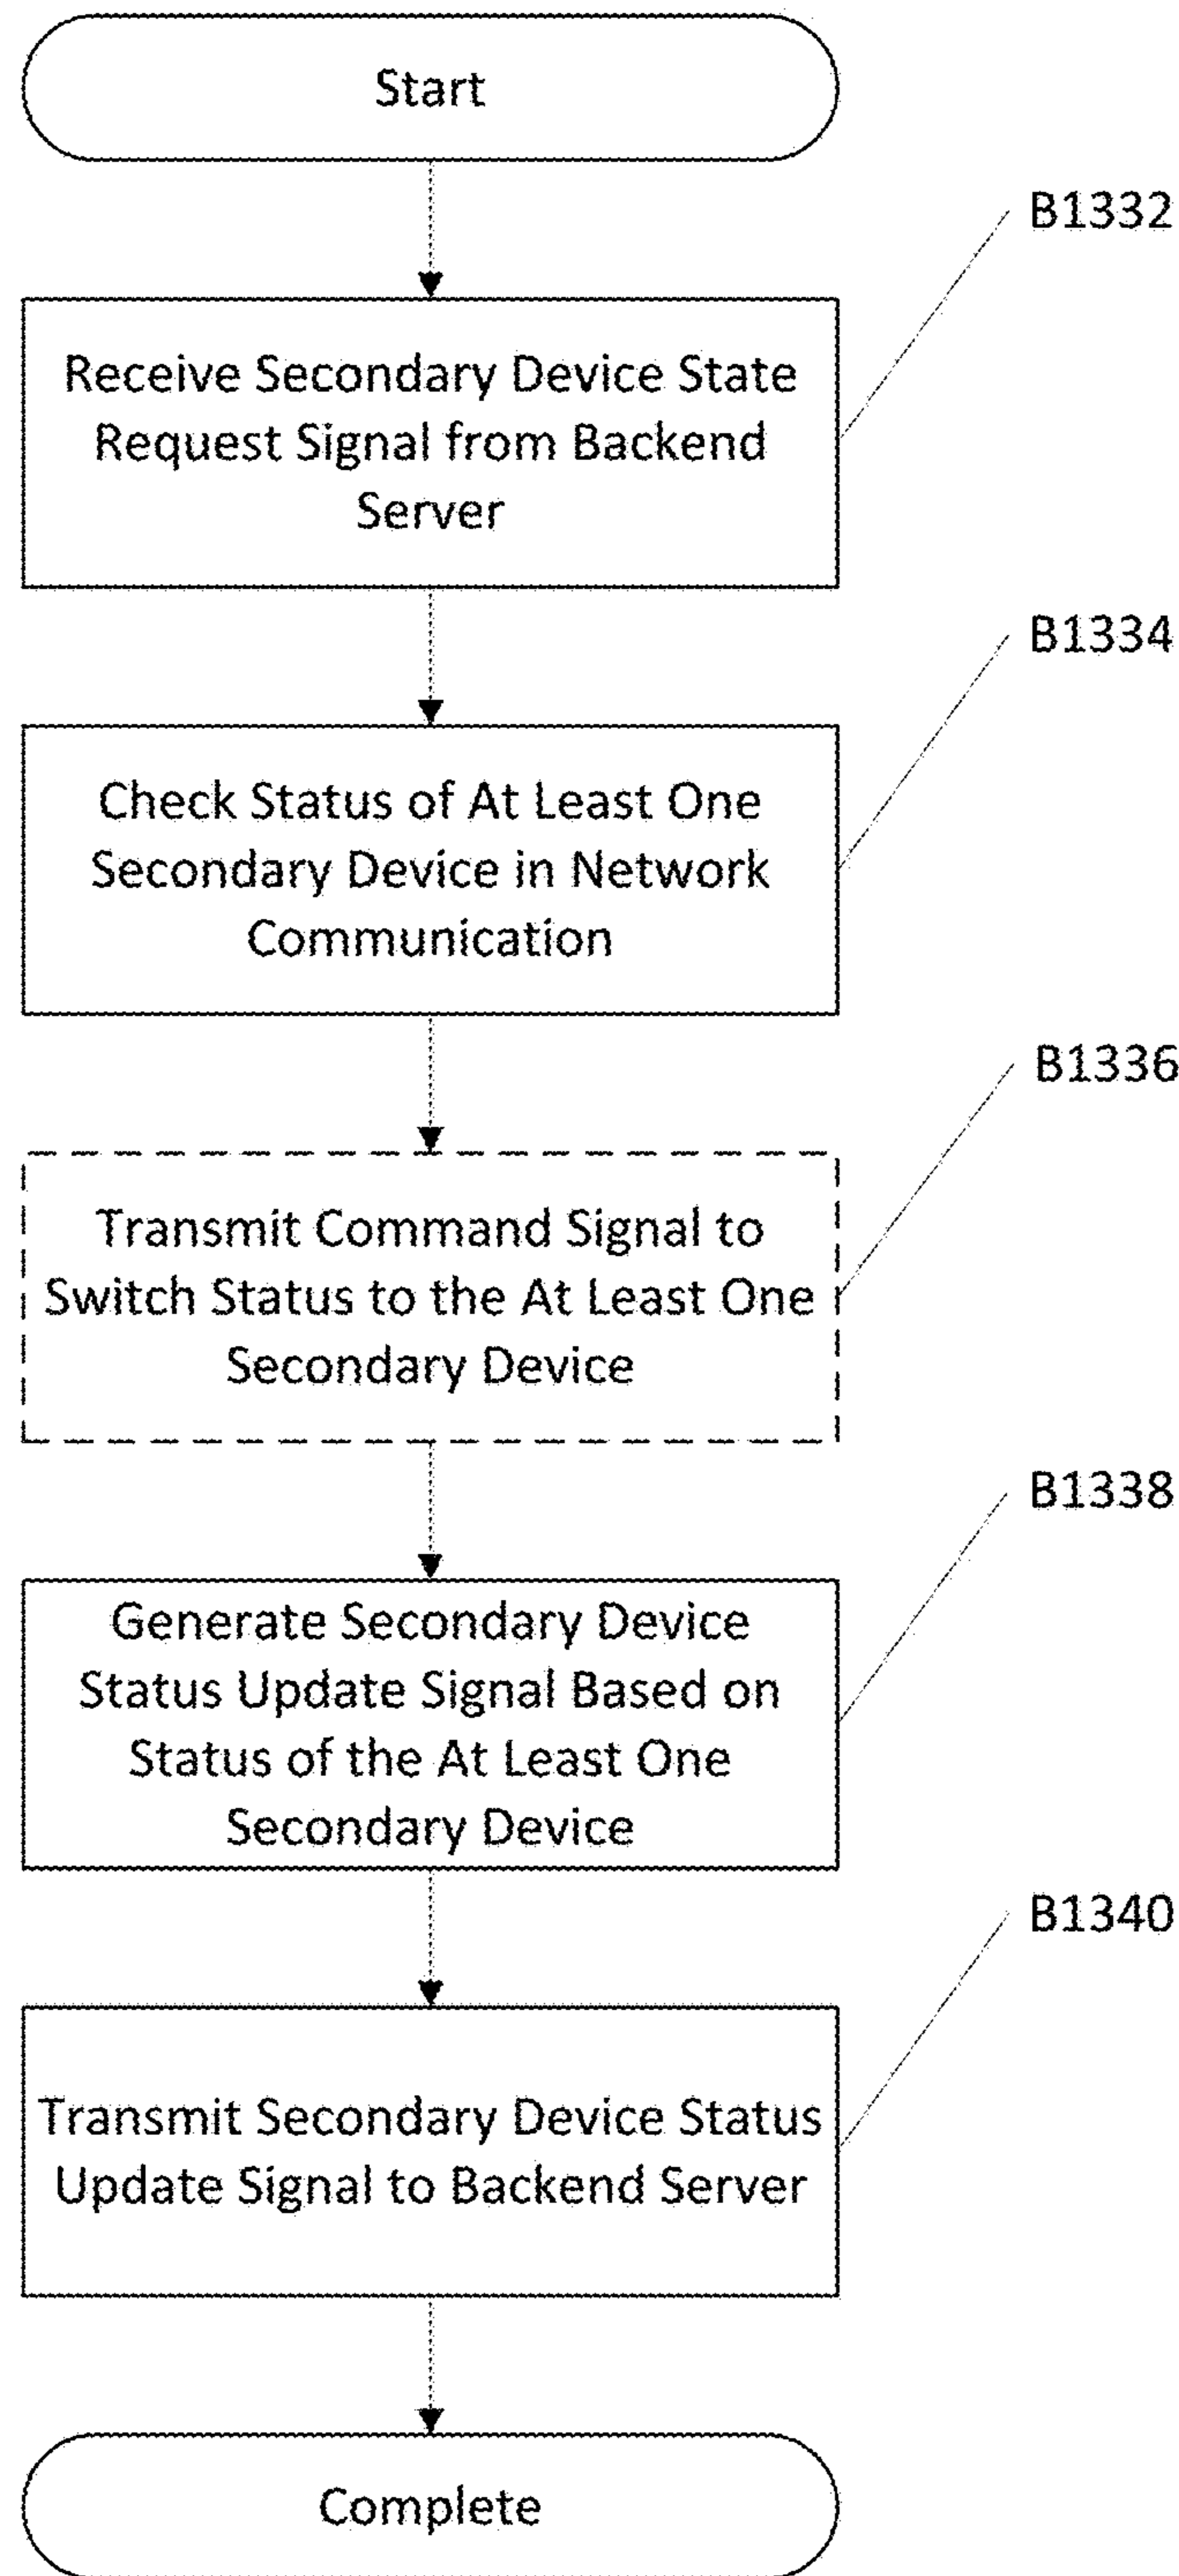 Start
B1332
Receive Secondary Device State
Request Signal from Backend
Server
B1334
Check Status of At Least One
Secondary Device in Network
Communication
B1336
Transmit Command Signal to
Switch Status to the At Least One
Secondary Device
B1338
Generate Secondary Device
Status Update Signal Based on
Status of the At Least One
Secondary Device
B1340
Transmit Secondary Device Status
Update Signal to Backend Server
Complete